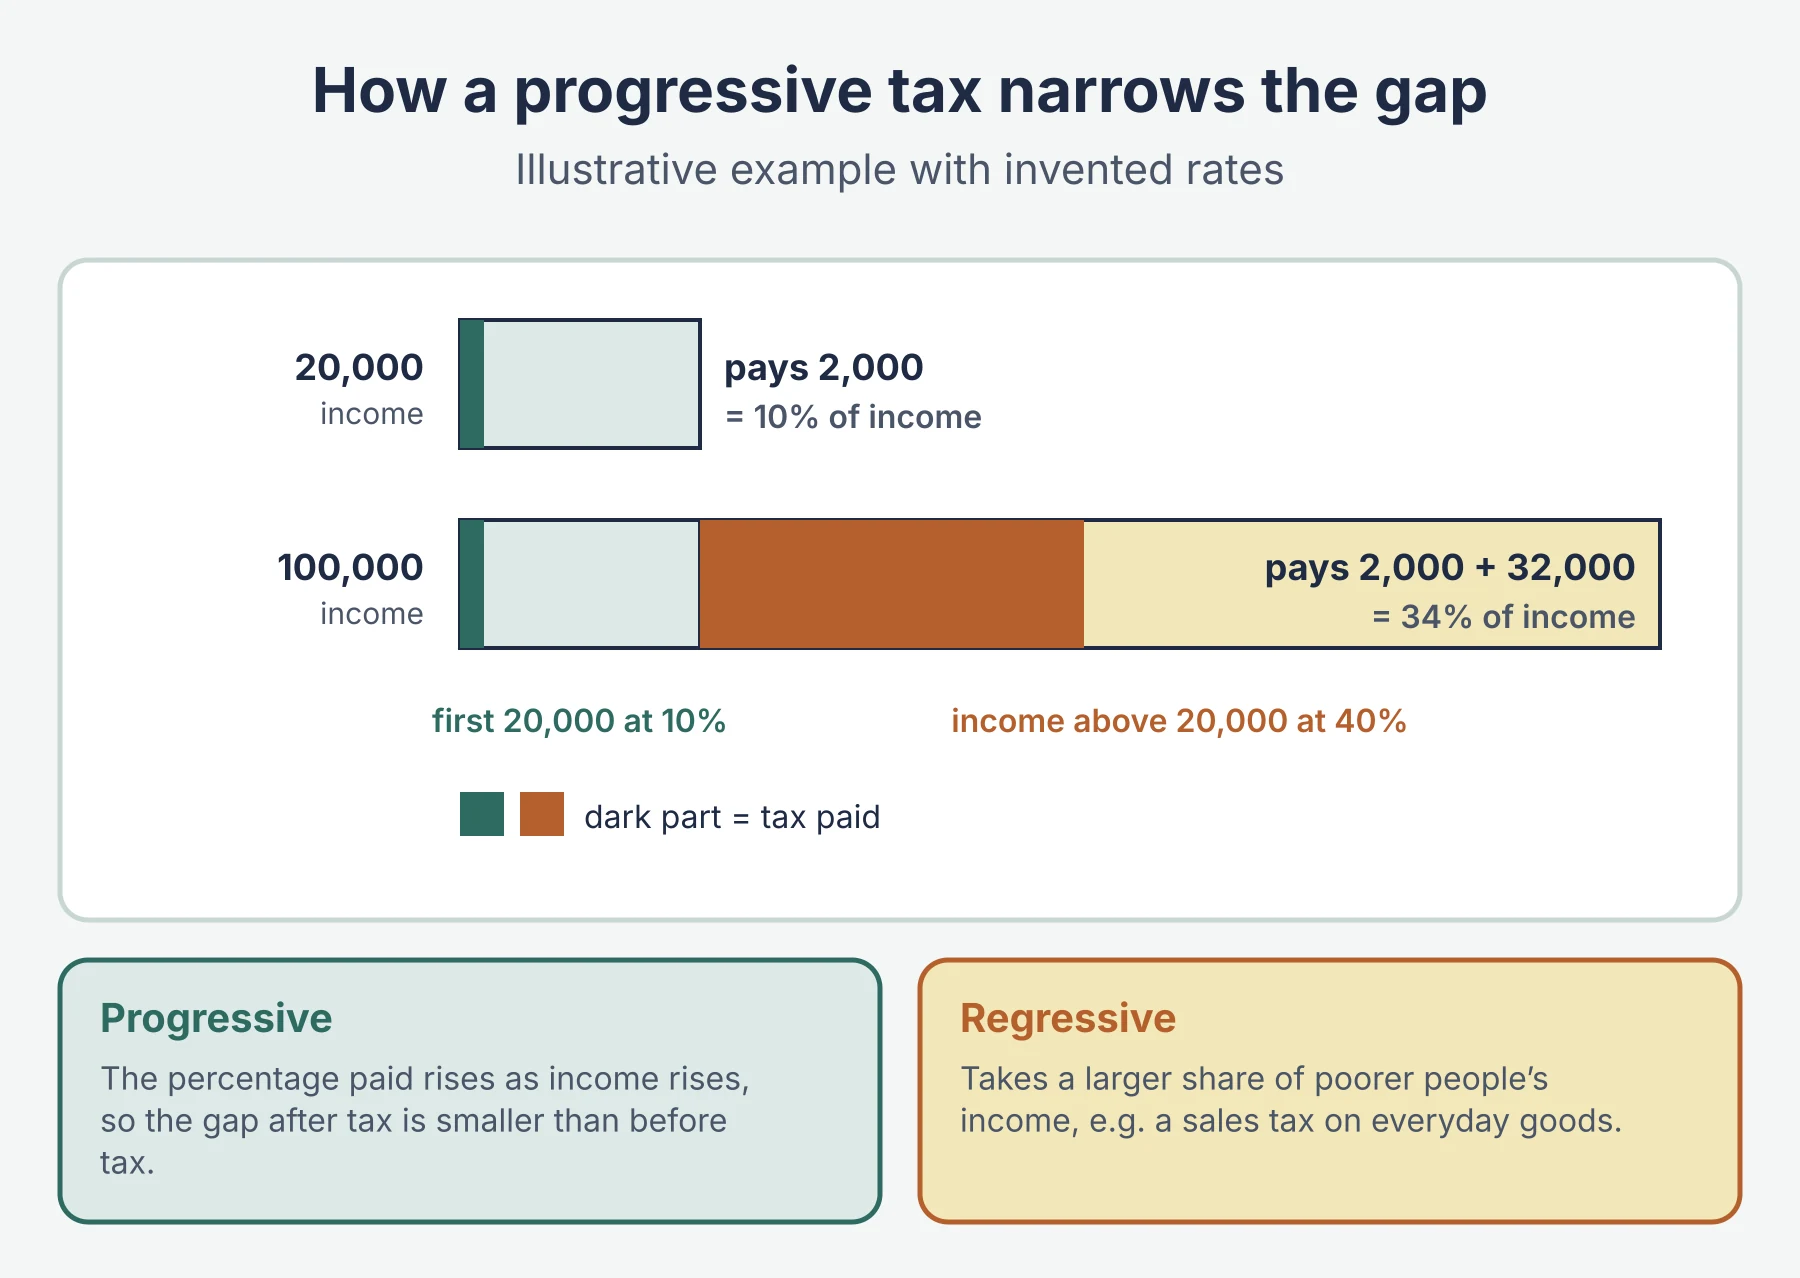 How a progressive tax narrows the gap
Illustrative example with invented rates
20,000
income
pays 2,000
= 10% of income
100,000
income
pays 2,000 + 32,000
= 34% of income
first 20,000 at 10%
income above 20,000 at 40%
dark part = tax paid
Progressive
The percentage paid rises as income rises,
so the gap after tax is smaller than before
tax.
Regressive
Takes a larger share of poorer people’s
income, e.g. a sales tax on everyday goods.